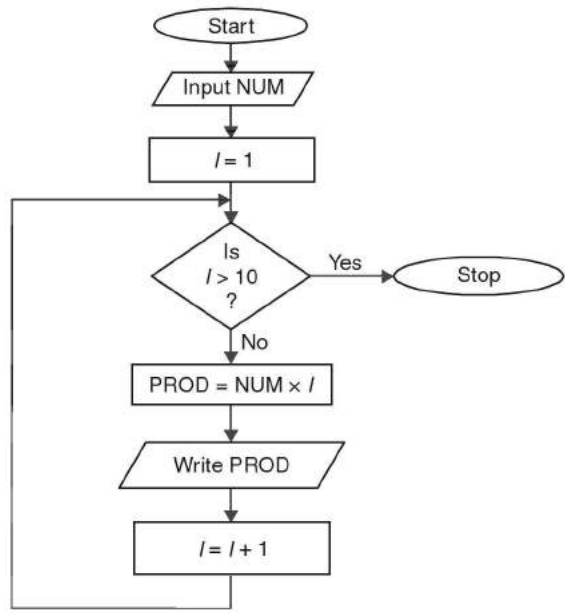 Start
Input NUM
I = 1
Is
I > 10
?
Yes
Stop
No
PROD = NUM × I
Write PROD
I = I + 1